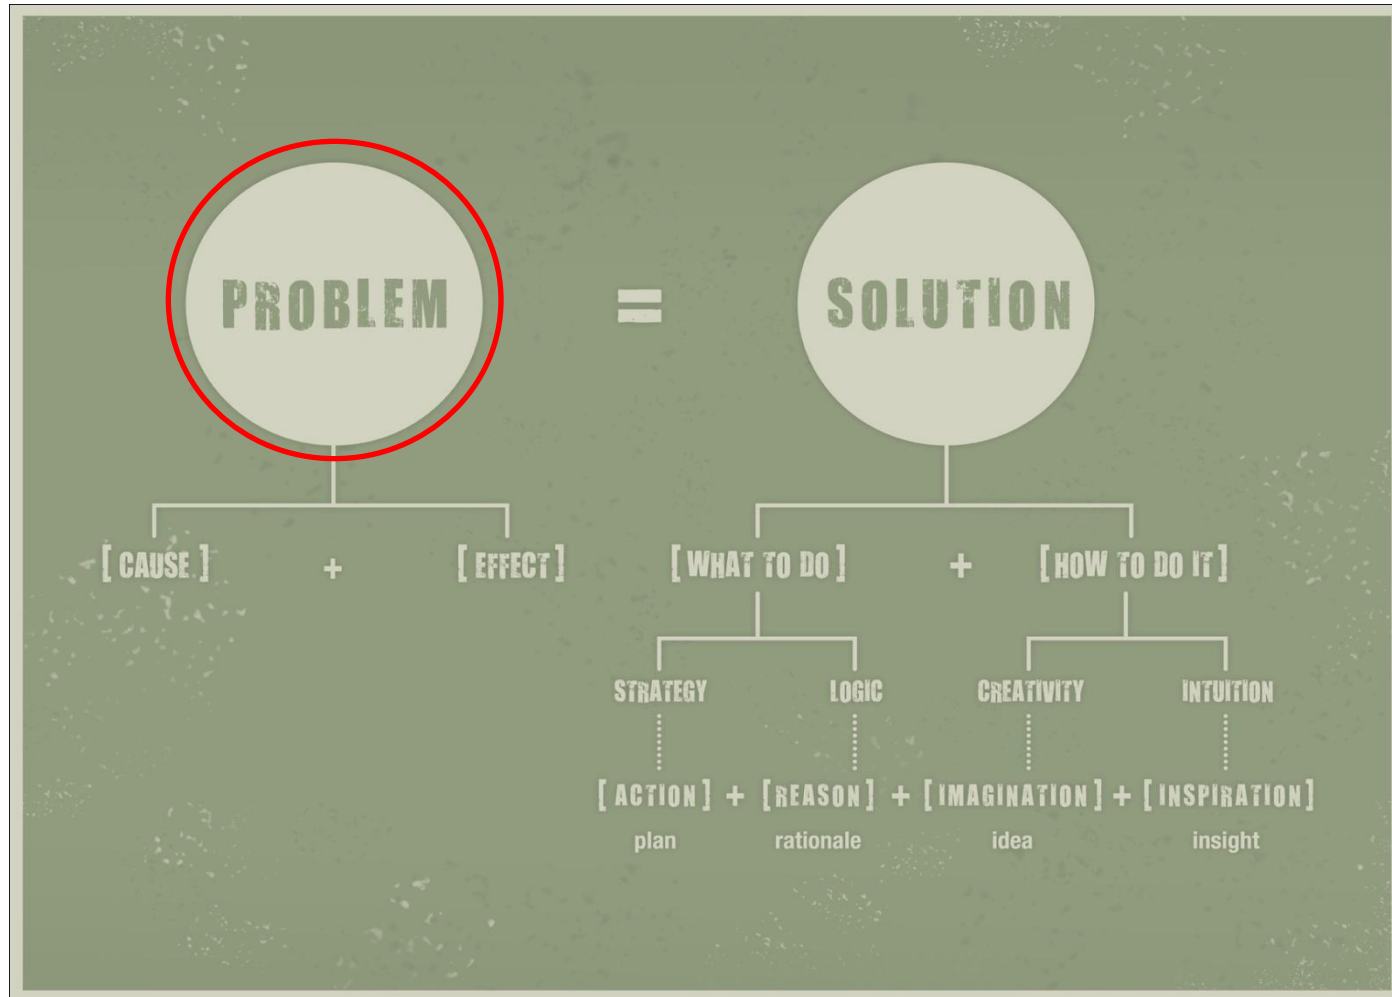 PROBLEM = SOLUTION
[ CAUSE ] + [ EFFECT ] [ WHAT TO DO ] + [ HOW TO DO IT ]
STRATEGY LOGIC CREATIVITY INTUITION
[ ACTION ] + [ REASON ] + [ IMAGINATION ] + [ INSPIRATION ]
plan rationale idea insight